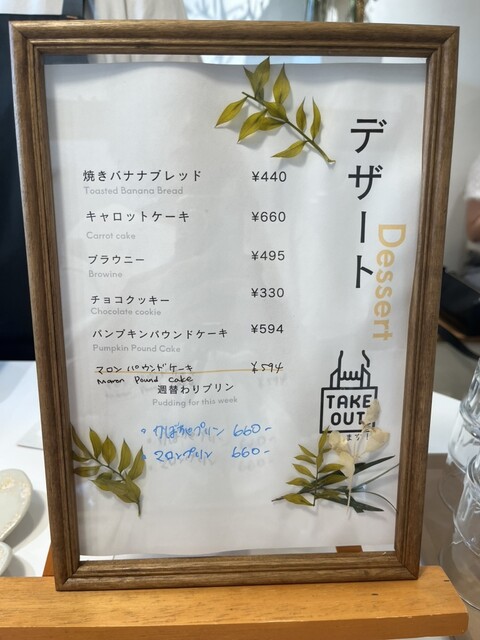 デザート
Dessert
焼きバナナブレッド ¥440
Toasted Banana Bread
キャロットケーキ ¥660
Carrot cake
ブラウニー ¥495
Browine
チョコクッキー ¥330
Chocolate cookie
パンプキンパウンドケーキ ¥594
Pumpkin Pound Cake
マロン パウンドケーキ ¥594
maron Pound cake
週替わりプリン
Pudding for this week
。かぼちゃプリン 660-
。マロンプリン 660-
TAKE
OUT
ます!